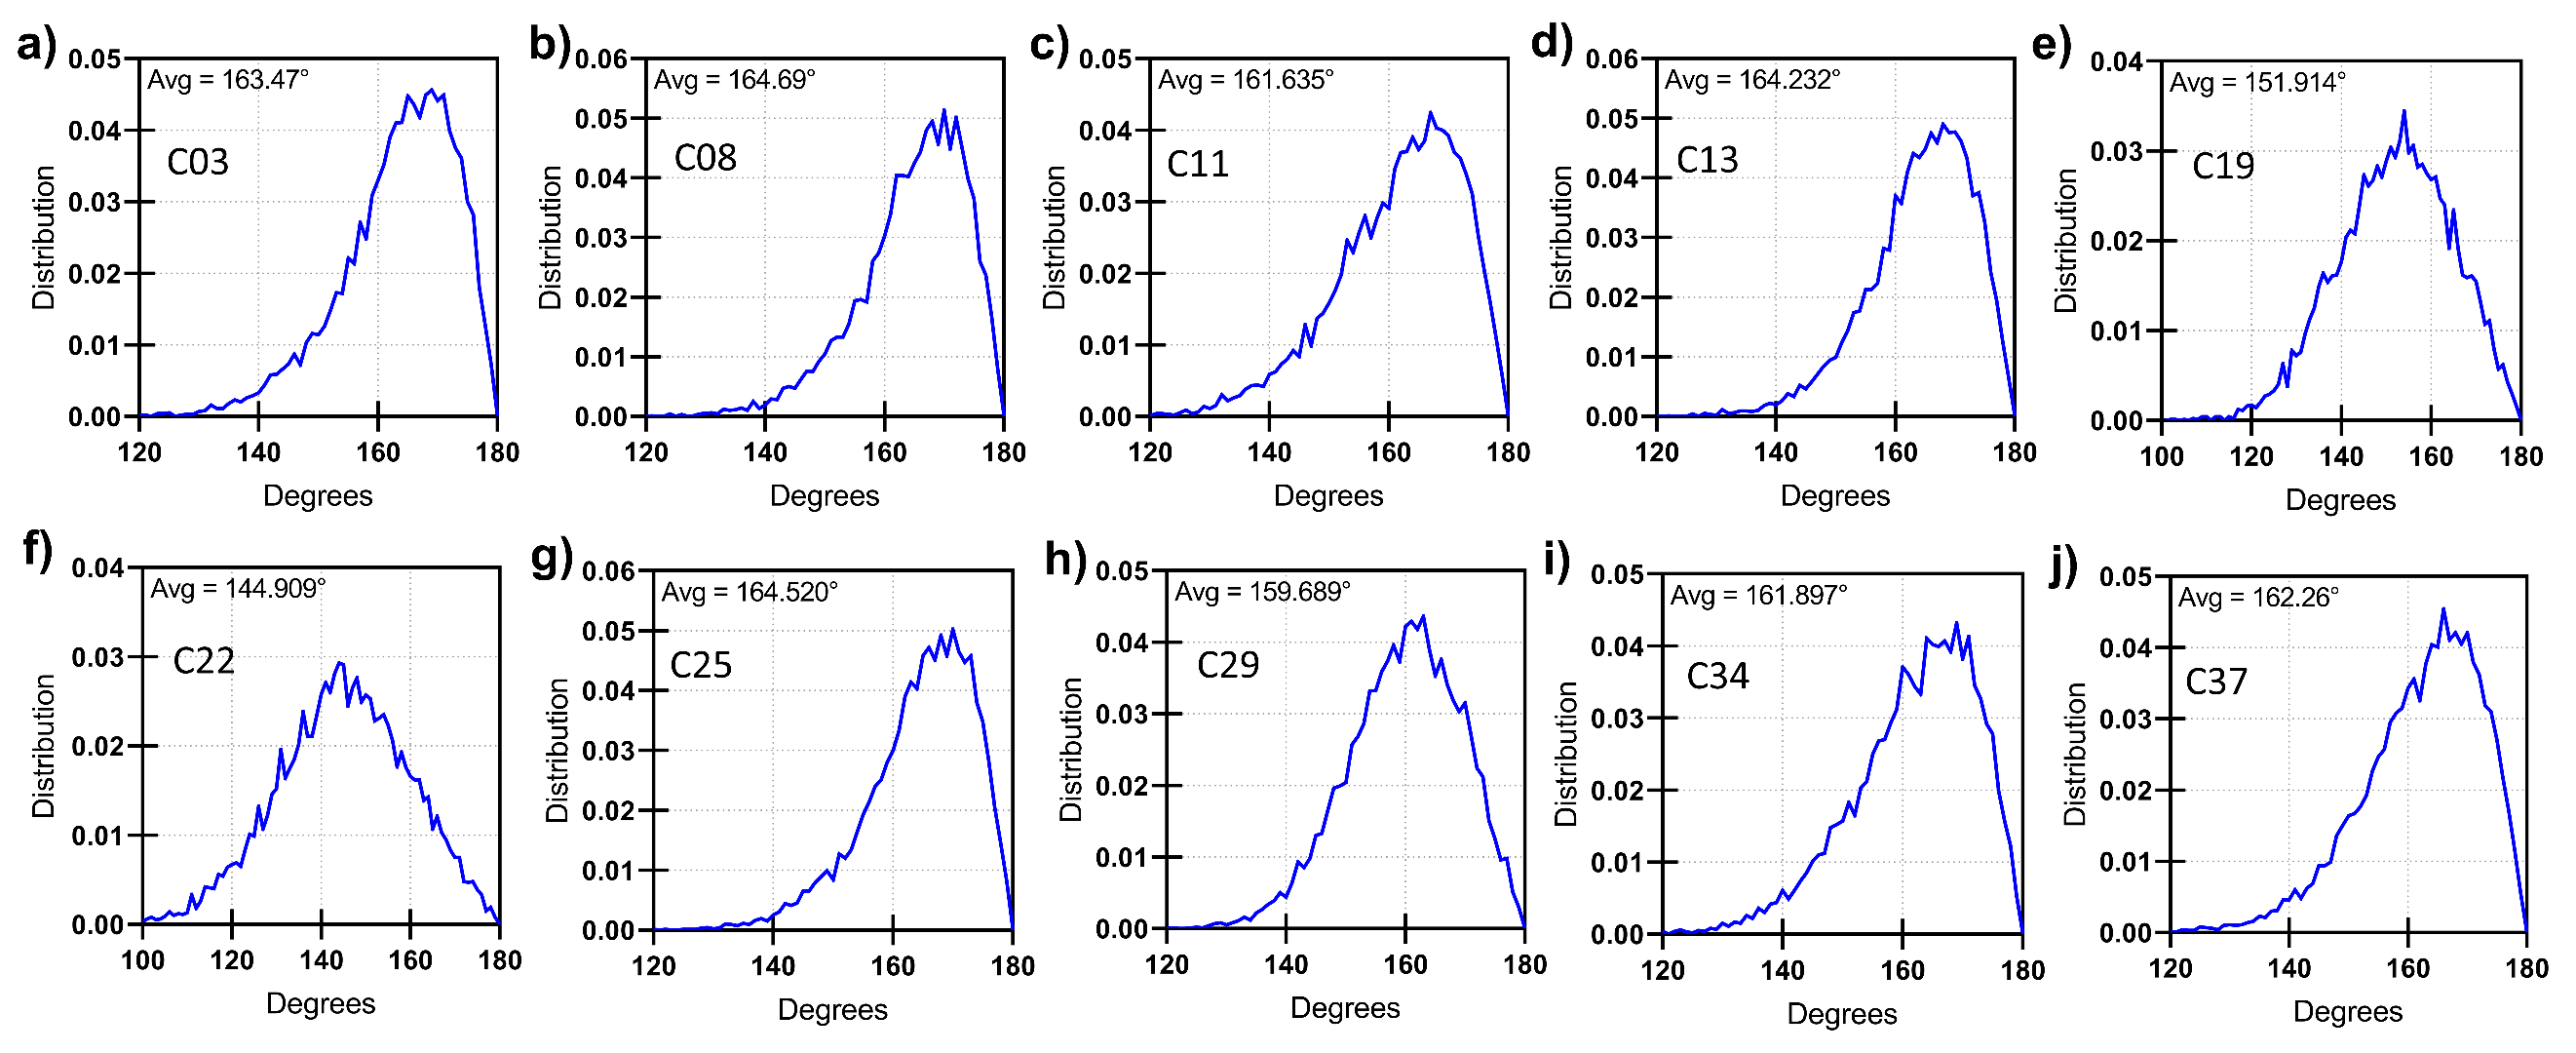 a)
0.05
0.04
0.03
0.02
0.01
0.00
Distribution
Avg = 163.47°
C03
120 140 160 180
Degrees
b)
0.06
0.05
0.04
0.03
0.02
0.01
0.00
Distribution
Avg = 164.69°
C08
120 140 160 180
Degrees
c)
0.05
0.04
0.03
0.02
0.01
0.00
Distribution
Avg = 161.635°
C11
120 140 160 180
Degrees
d)
0.06
0.05
0.04
0.03
0.02
0.01
0.00
Distribution
Avg = 164.232°
C13
120 140 160 180
Degrees
e)
0.04
0.03
0.02
0.01
0.00
Distribution
Avg = 151.914°
C19
100 120 140 160 180
Degrees
f)
0.04
0.03
0.02
0.01
0.00
Distribution
Avg = 144.909°
C22
100 120 140 160 180
Degrees
g)
0.06
0.05
0.04
0.03
0.02
0.01
0.00
Distribution
Avg = 164.520°
C25
120 140 160 180
Degrees
h)
0.05
0.04
0.03
0.02
0.01
0.00
Distribution
Avg = 159.689°
C29
120 140 160 180
Degrees
i)
0.05
0.04
0.03
0.02
0.01
0.00
Distribution
Avg = 161.897°
C34
120 140 160 180
Degrees
j)
0.05
0.04
0.03
0.02
0.01
0.00
Distribution
Avg = 162.26°
C37
120 140 160 180
Degrees